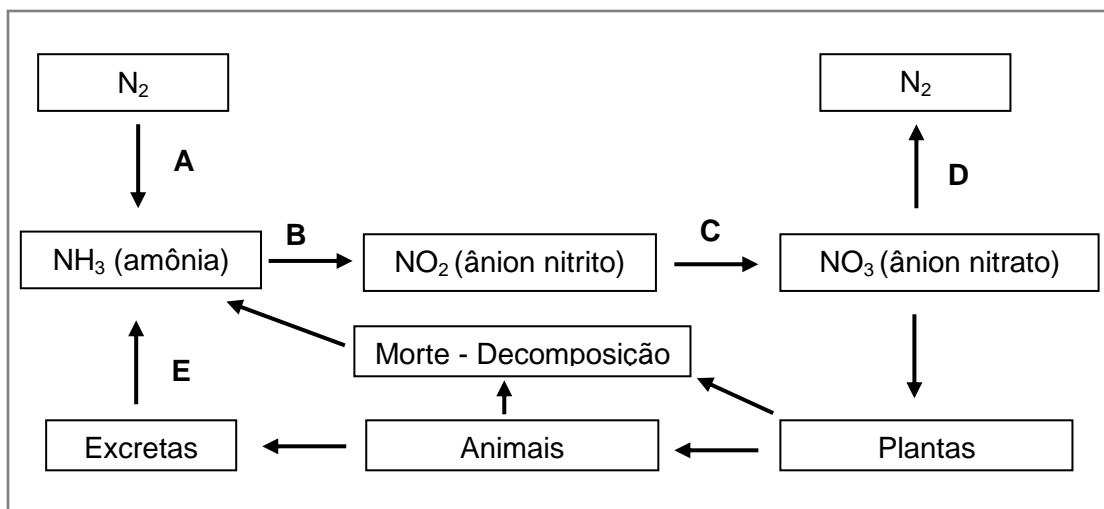 N₂
N₂
A
D
B
C
NH₃ (amônia)
NO₂ (ânion nitrito)
NO₃ (ânion nitrato)
Morte - Decomposição
E
Excretas
Animais
Plantas